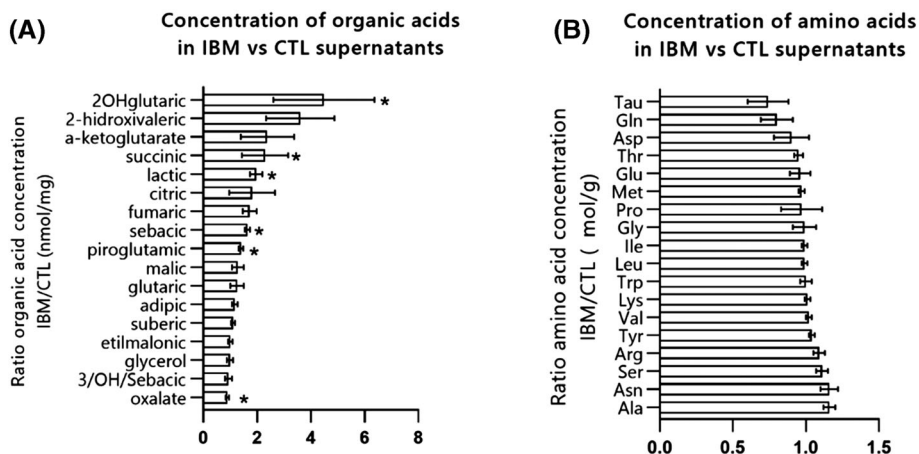 (A)
Concentration of organic acids
in IBM vs CTL supernatants
Ratio organic acid concentration
IBM/CTL (nmol/mg)
2OHglutaric
*
2-hidroxivaleric
a-ketoglutarate
succinic
*
lactic
*
citric
fumaric
sebacic
*
piroglutamic
*
malic
glutaric
adipic
suberic
etilmalonic
glycerol
3/OH/Sebacic
oxalate
*
0 2 4 6 8
(B)
Concentration of amino acids
in IBM vs CTL supernatants
Ratio amino acid concentration
IBM/CTL ( mol/g)
Tau
Gln
Asp
Thr
Glu
Met
Pro
Gly
Ile
Leu
Trp
Lys
Val
Tyr
Arg
Ser
Asn
Ala
0.0 0.5 1.0 1.5